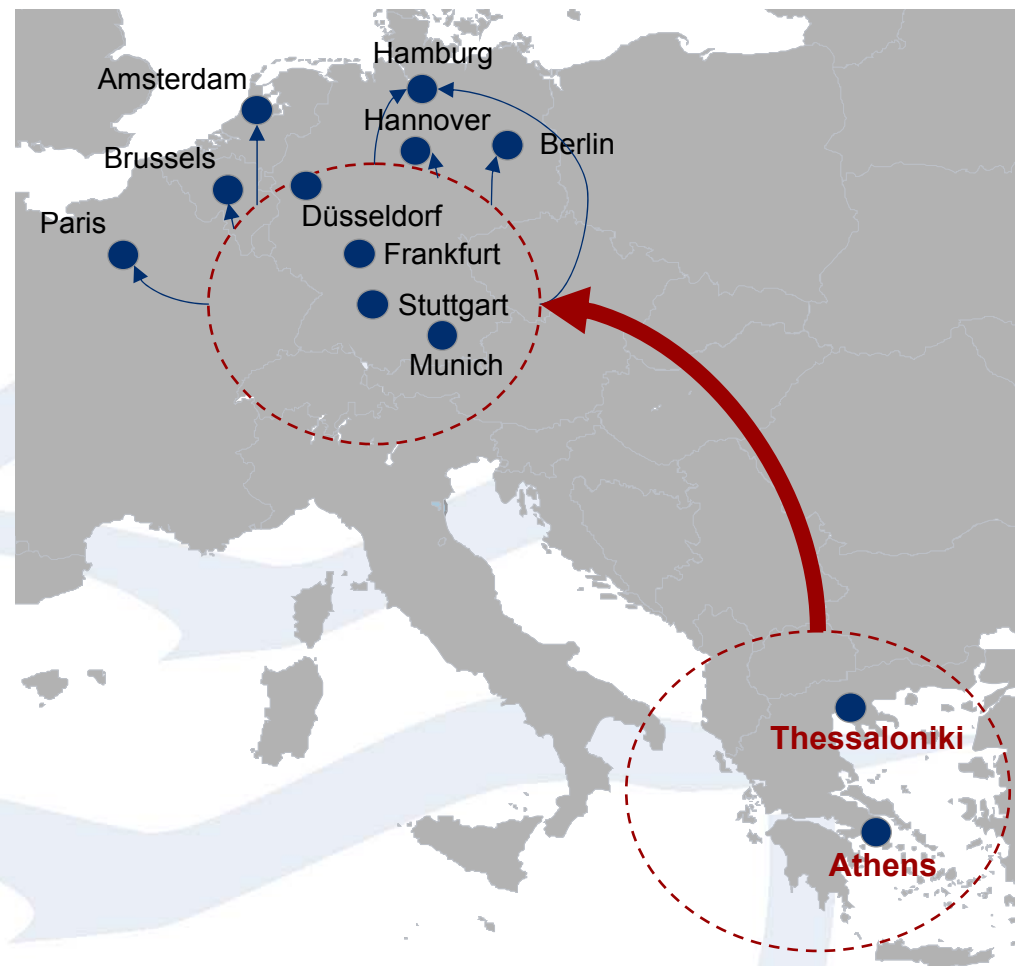 Hamburg
Amsterdam
Hannover
Berlin
Brussels
Düsseldorf
Paris
Frankfurt
Stuttgart
Munich
Thessaloniki
Athens